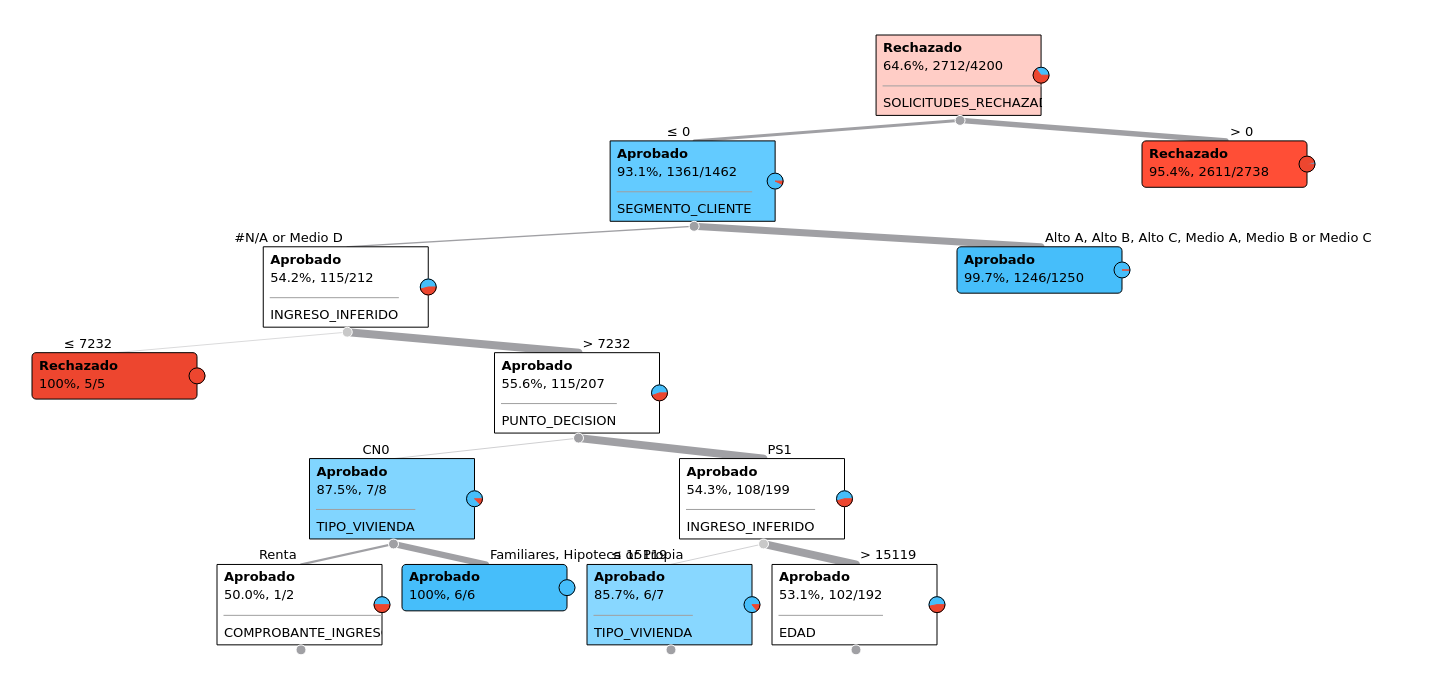 Rechazado
64.6%, 2712/4200
SOLICITUDES_RECHAZA
≤ 0
> 0
Aprobado
93.1%, 1361/1462
SEGMENTO_CLIENTE
Rechazado
95.4%, 2611/2738
#N/A or Medio D
Alto A, Alto B, Alto C, Medio A, Medio B or Medio C
Aprobado
54.2%, 115/212
INGRESO_INFERIDO
Aprobado
99.7%, 1246/1250
≤ 7232
> 7232
Rechazado
100%, 5/5
Aprobado
55.6%, 115/207
PUNTO_DECISION
CN0
PS1
Aprobado
87.5%, 7/8
TIPO_VIVIENDA
Aprobado
54.3%, 108/199
INGRESO_INFERIDO
Renta
Familiares, Hipoteca or Propia
≤ 15119
> 15119
Aprobado
50.0%, 1/2
COMPROBANTE_INGRES
Aprobado
100%, 6/6
Aprobado
85.7%, 6/7
TIPO_VIVIENDA
Aprobado
53.1%, 102/192
EDAD